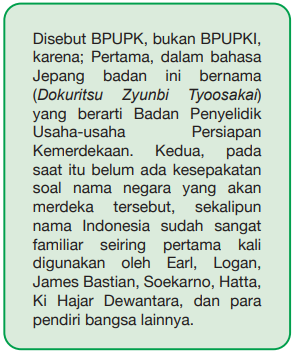 Disebut BPUPK, bukan BPUPKI,
karena; Pertama, dalam bahasa
Jepang badan ini bernama
(Dokuritsu Zyunbi Tyoosakai)
yang berarti Badan Penyelidik
Usaha-usaha Persiapan
Kemerdekaan. Kedua, pada
saat itu belum ada kesepakatan
soal nama negara yang akan
merdeka tersebut, sekalipun
nama Indonesia sudah sangat
familiar seiring pertama kali
digunakan oleh Earl, Logan,
James Bastian, Soekarno, Hatta,
Ki Hajar Dewantara, dan para
pendiri bangsa lainnya.